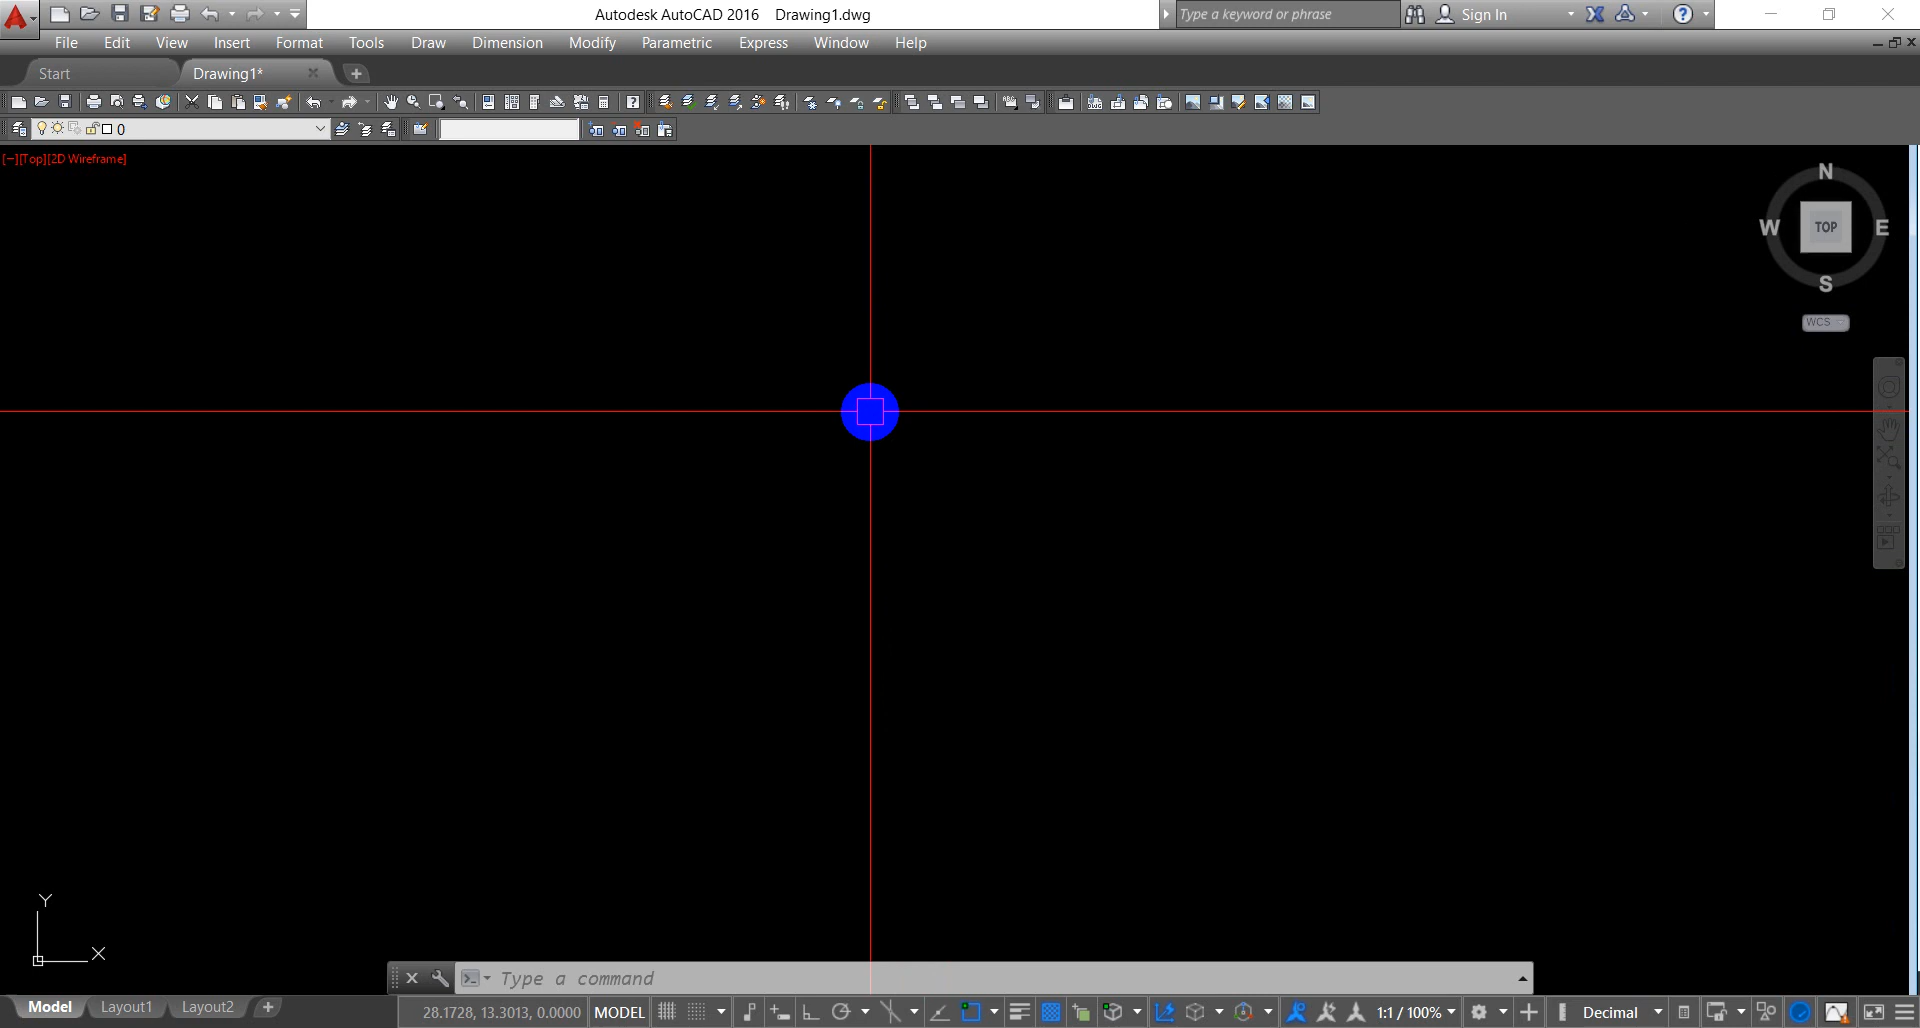 Autodesk AutoCAD 2016 Drawing1.dwg
Type a keyword or phrase
Sign In
File Edit View Insert Format Tools Draw Dimension Modify Parametric Express Window Help
Start Drawing1*
0
[−][Top][2D Wireframe]
N
W TOP E
S
WCS
Y
X
Type a command
Model Layout1 Layout2
28.1728, 13.3013, 0.0000 MODEL 1:1 / 100% Decimal